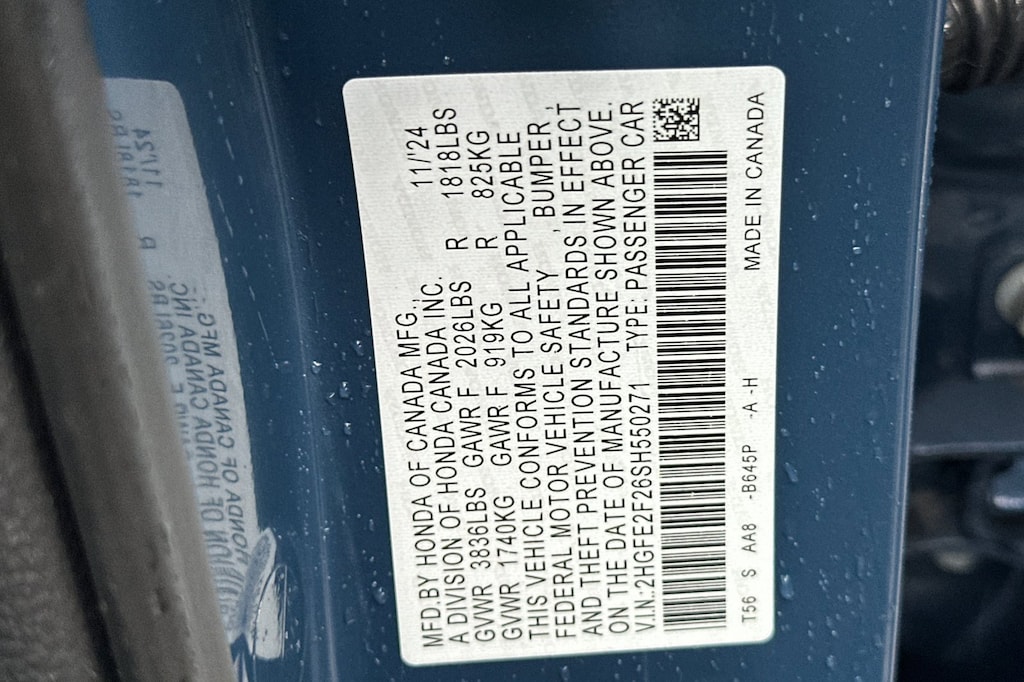 MFD.BY HONDA OF CANADA MFG., 11/'24
A DIVISION OF HONDA CANADA INC.
GVWR 3836LBS GAWR F 2026LBS R 1818LBS
GVWR 1740KG GAWR F 919KG R 825KG
THIS VEHICLE CONFORMS TO ALL APPLICABLE
FEDERAL MOTOR VEHICLE SAFETY , BUMPER ,
AND THEFT PREVENTION STANDARDS IN EFFECT
ON THE DATE OF MANUFACTURE SHOWN ABOVE.
V.I.N.:2HGFE2F26SH550271 TYPE: PASSENGER CAR
T56 S AA8 -B645P -A -H MADE IN CANADA